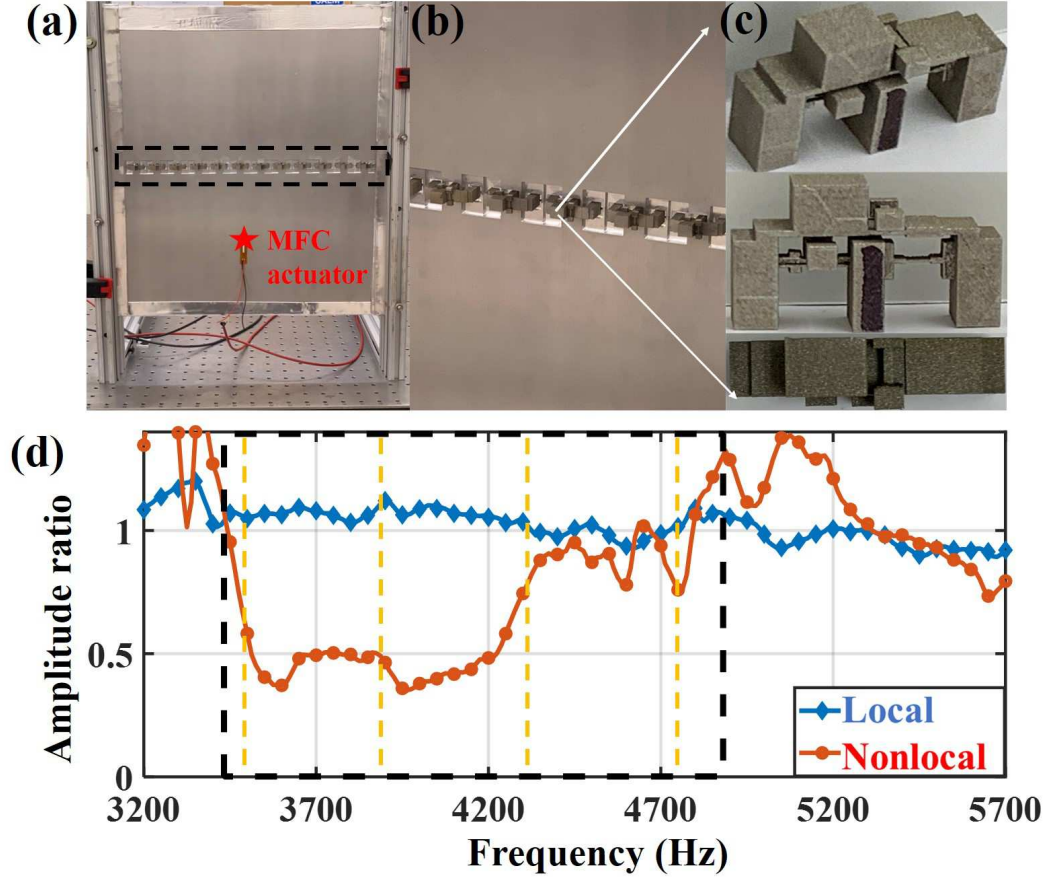 (a)
(b)
(c)
MFC
actuator
(d)
Amplitude ratio
1
0.5
0
Local
Nonlocal
3200
3700
4200
4700
5200
5700
Frequency (Hz)